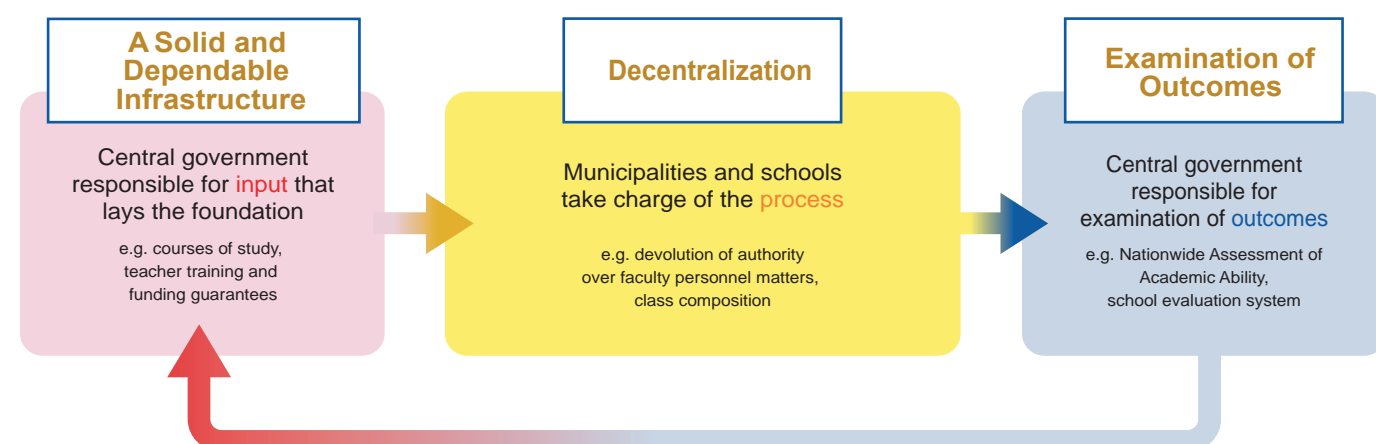 A Solid and
Dependable
Infrastructure
Central government
responsible for input that
lays the foundation
e.g. courses of study,
teacher training and
funding guarantees
Decentralization
Municipalities and schools
take charge of the process
e.g. devolution of authority
over faculty personnel matters,
class composition
Examination of
Outcomes
Central government
responsible for
examination of outcomes
e.g. Nationwide Assessment of
Academic Ability,
school evaluation system